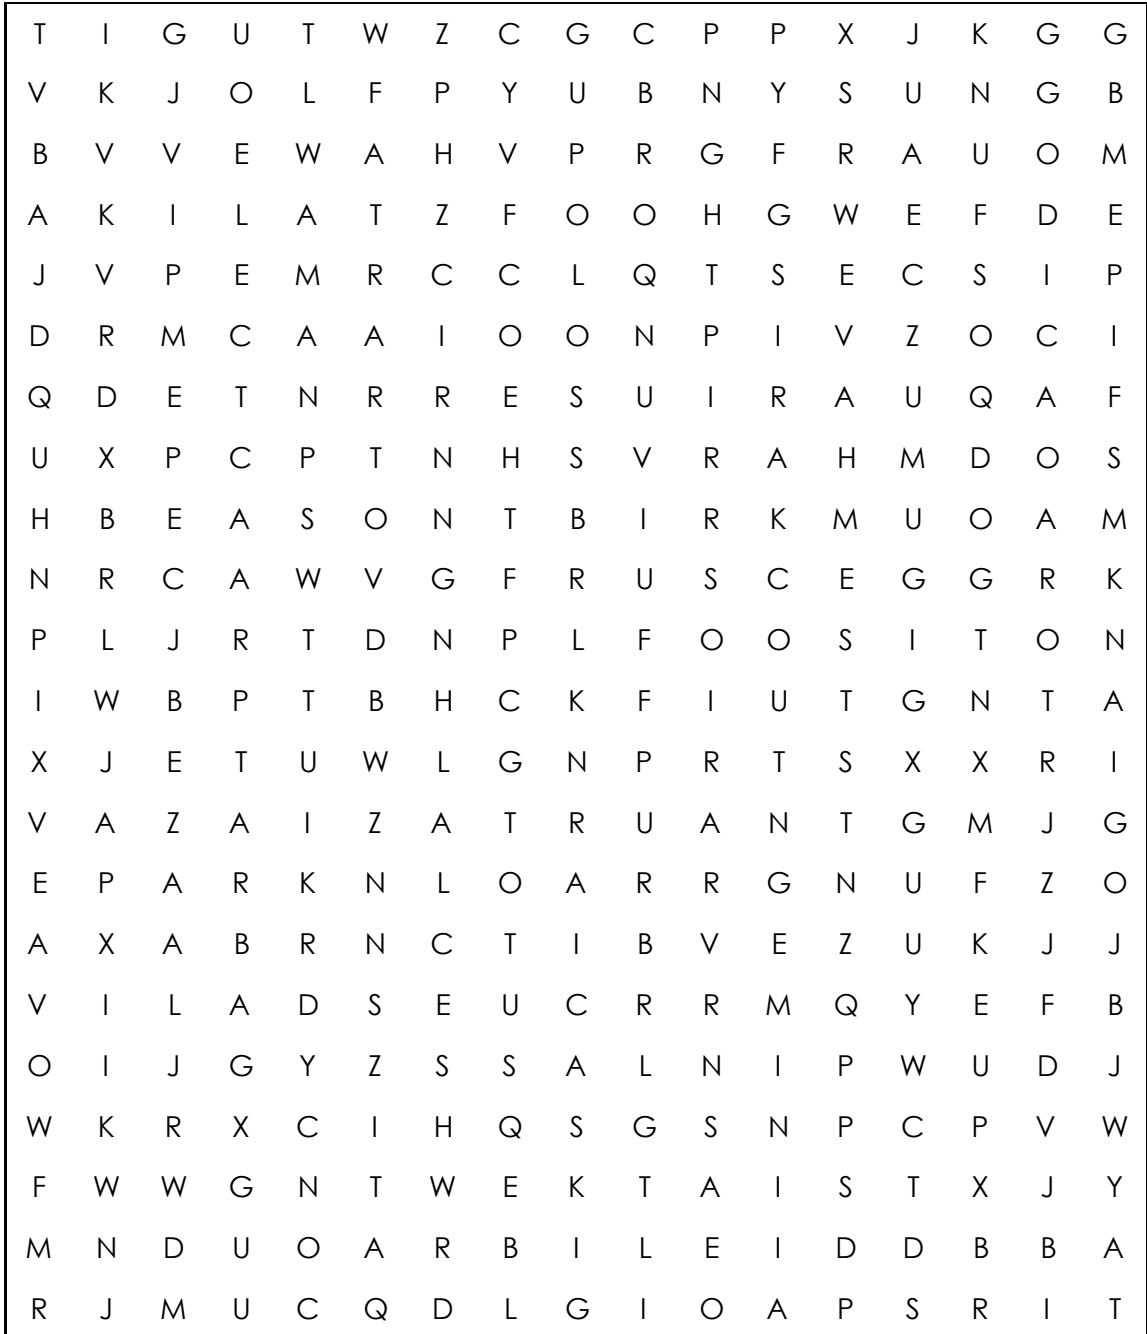 T I G U T W Z C G C P P X J K G G
V K J O L F P Y U B N Y S U N G B
B V V E W A H V P R G F R A U O M
A K I L A T Z F O O H G W E F D E
J V P E M R C C L Q T S E C S I P
D R M C A A I O O N P I V Z O C I
Q D E T N R R E S U I R A U Q A F
U X P C P T N H S V R A H M D O S
H B E A S O N T B I R K M U O A M
N R C A W V G F R U S C E G G R K
P L J R T D N P L F O O S I T O N
I W B P T B H C K F I U T G N T A
X J E T U W L G N P R T S X X R I
V A Z A I Z A T R U A N T G M J G
E P A R K N L O A R R G N U F Z O
A X A B R N C T I B V E Z U K J J
V I L A D S E U C R R M Q Y E F B
O I J G Y Z S S A L N I P W U D J
W K R X C I H Q S G S N P C P V W
F W W G N T W E K T A I S T X J Y
M N D U O A R B I L E I D D B B A
R J M U C Q D L G I O A P S R I T